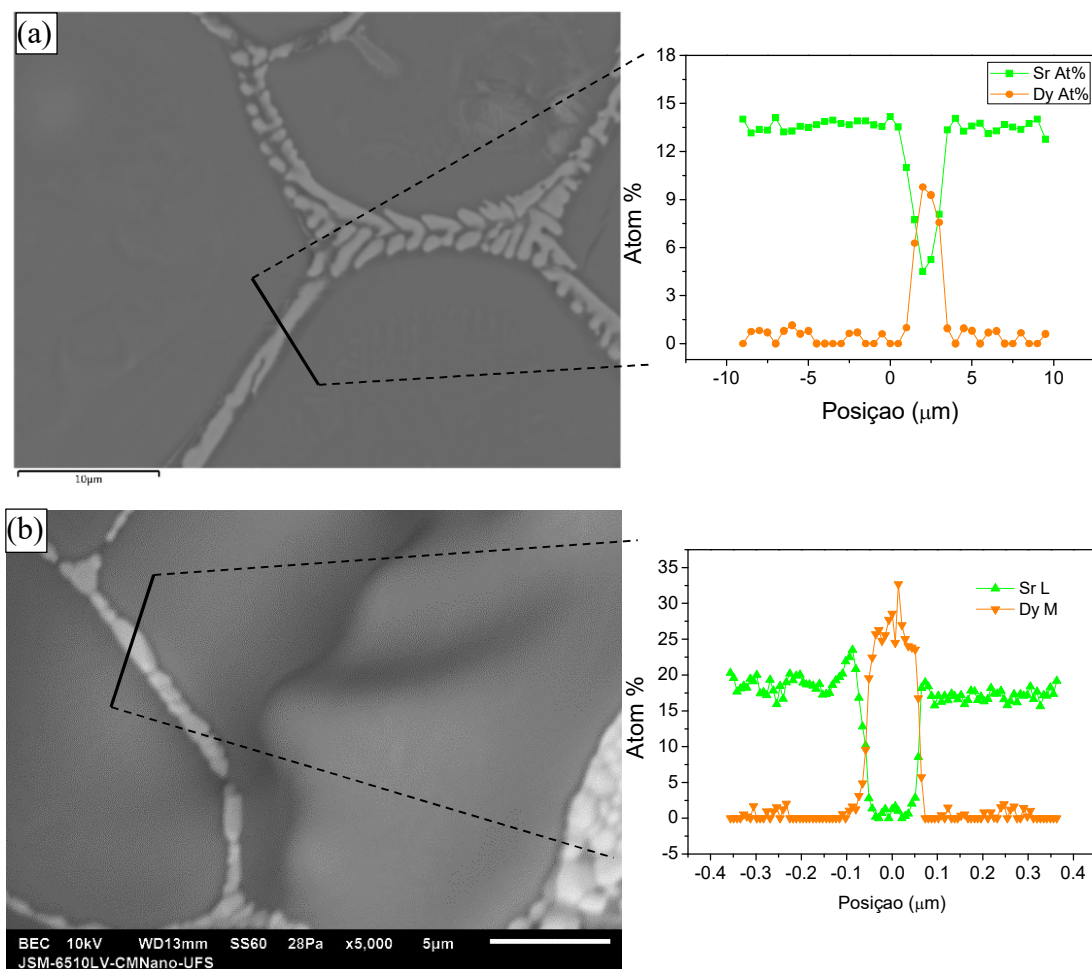 (a)
18
15
12
9
6
3
0
Atom %
Sr At%
Dy At%
-10 -5 0 5 10
Posiçao (μm)
10μm
(b)
35
30
25
20
15
10
5
0
-5
Atom %
Sr L
Dy M
-0.4 -0.3 -0.2 -0.1 0.0 0.1 0.2 0.3 0.4
Posiçao (μm)
BEC 10kV WD13mm SS60 28Pa x5,000 5μm
JSM-6510LV-CMNano-UFS